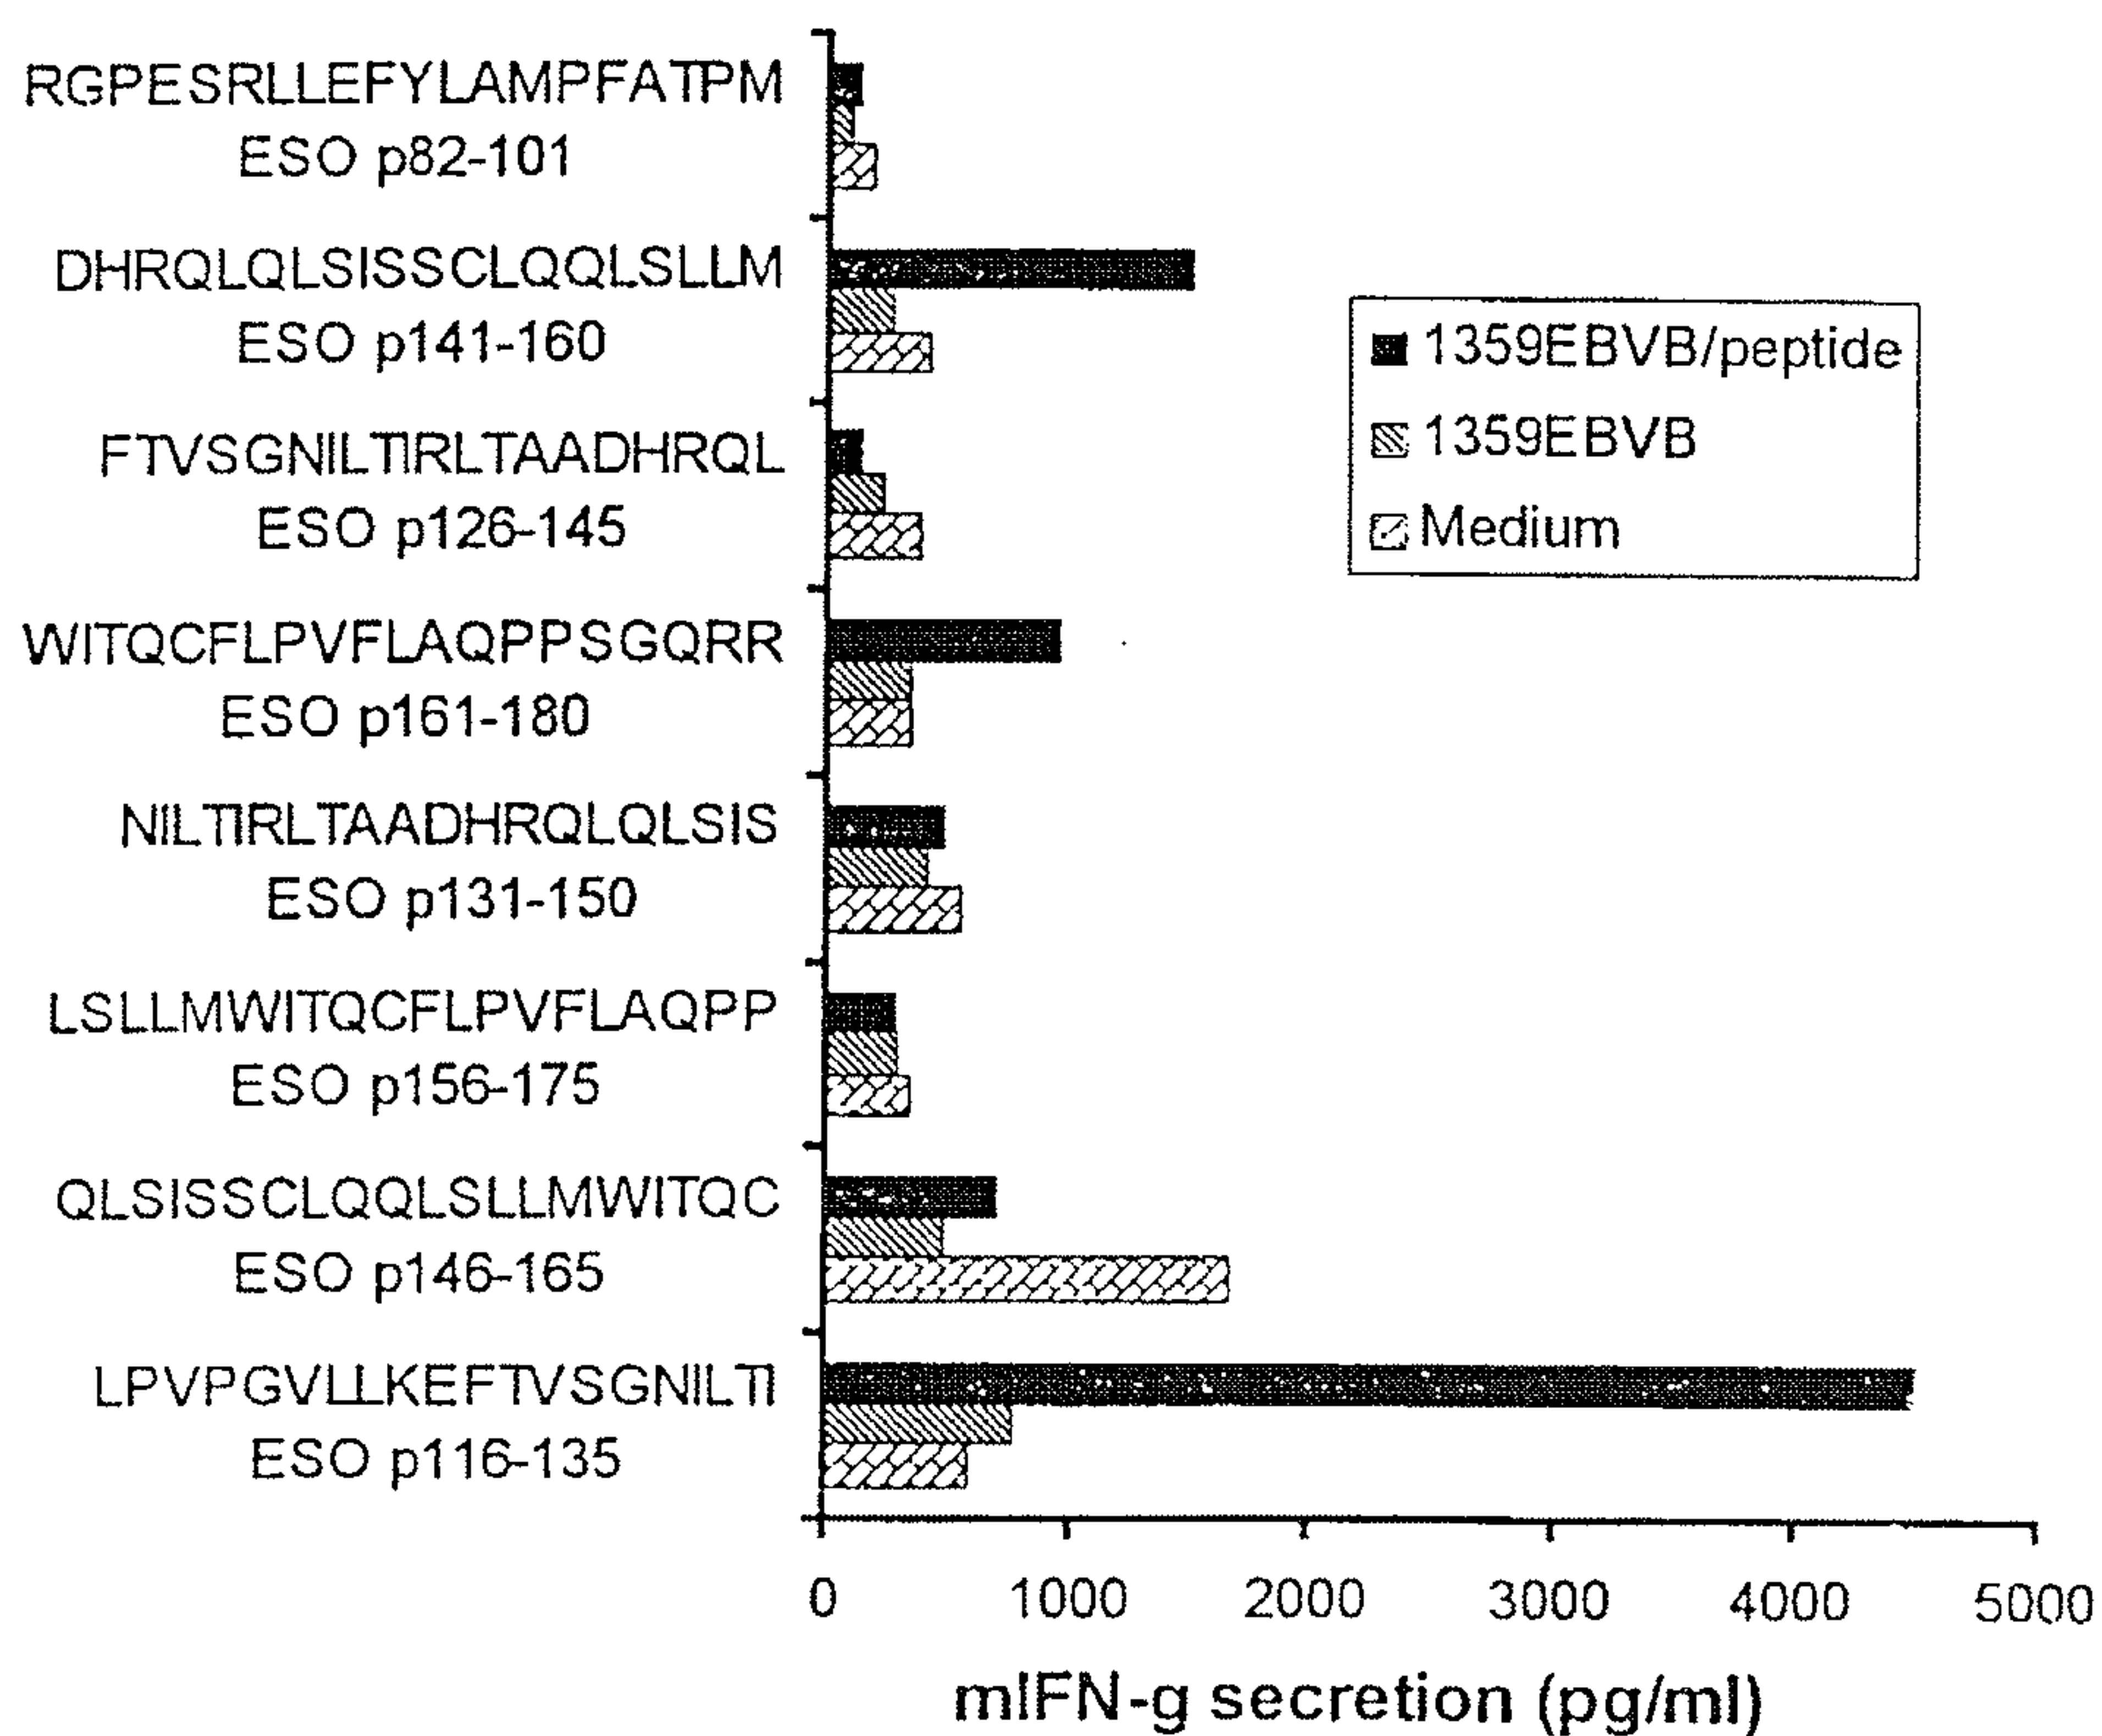 RGPESRLLEFYLAMPFATPM
ESO p82-101
DHRQLQLSISSCLQQLSLLM
ESO p141-160
FTVSGNILTIRLTAADHRQL
ESO p126-145
WITQCFLPVFLAQPPSGQRR
ESO p161-180
NILTIRLTAADHRQLQLSIS
ESO p131-150
LSLLMWITQCFLPVFLAQPP
ESO p156-175
QLSISSCLQQLSLLMWITQC
ESO p146-165
LPVPGVLLKEFTVSGNILTI
ESO p116-135
1359EBVB/peptide
1359EBVB
Medium
0 1000 2000 3000 4000 5000
mIFN-g secretion (pg/ml)